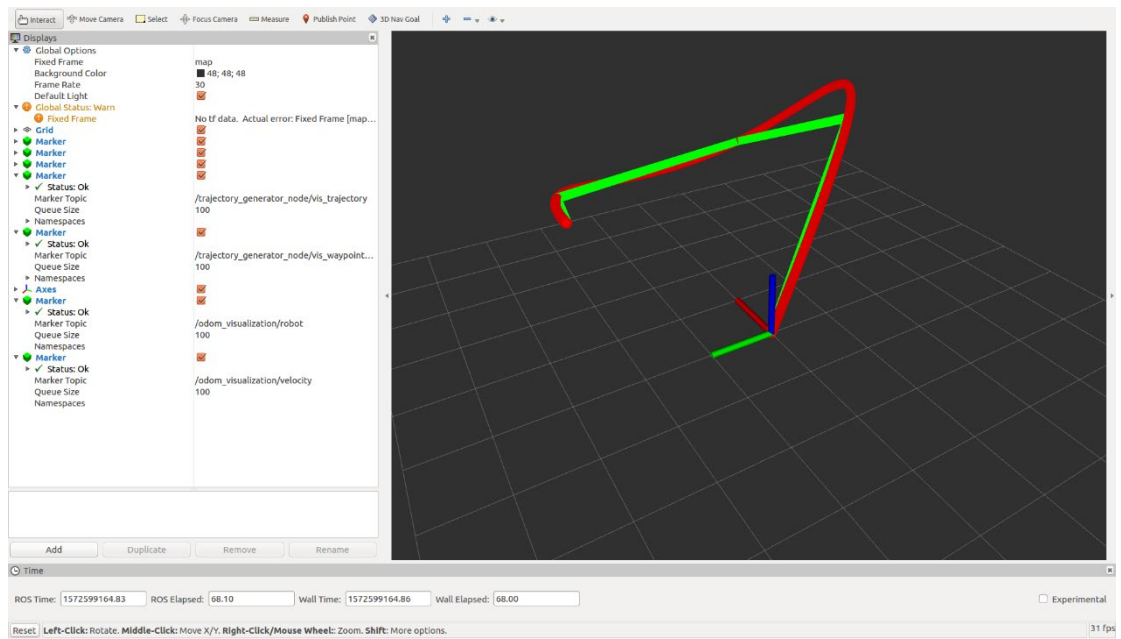 Interact Move Camera Select Focus Camera Measure Publish Point 3D Nav Goal
Displays
Global Options
Fixed Frame map
Background Color 48; 48; 48
Frame Rate 30
Default Light
Global Status: Warn
Fixed Frame No tf data. Actual error: Fixed Frame [map...
Grid
Marker
Marker
Marker
Marker
Status: Ok
Marker Topic /trajectory_generator_node/vis_trajectory
Queue Size 100
Namespaces
Marker
Status: Ok
Marker Topic /trajectory_generator_node/vis_waypoint...
Queue Size 100
Namespaces
Axes
Marker
Status: Ok
Marker Topic /odom_visualization/robot
Queue Size 100
Namespaces
Marker
Status: Ok
Marker Topic /odom_visualization/velocity
Queue Size 100
Namespaces
Add Duplicate Remove Rename
Time
ROS Time: 1572599164.83 ROS Elapsed: 68.10 Wall Time: 1572599164.86 Wall Elapsed: 68.00 Experimental
Reset Left-Click: Rotate. Middle-Click: Move X/Y. Right-Click/Mouse Wheel:: Zoom. Shift: More options. 31 fps